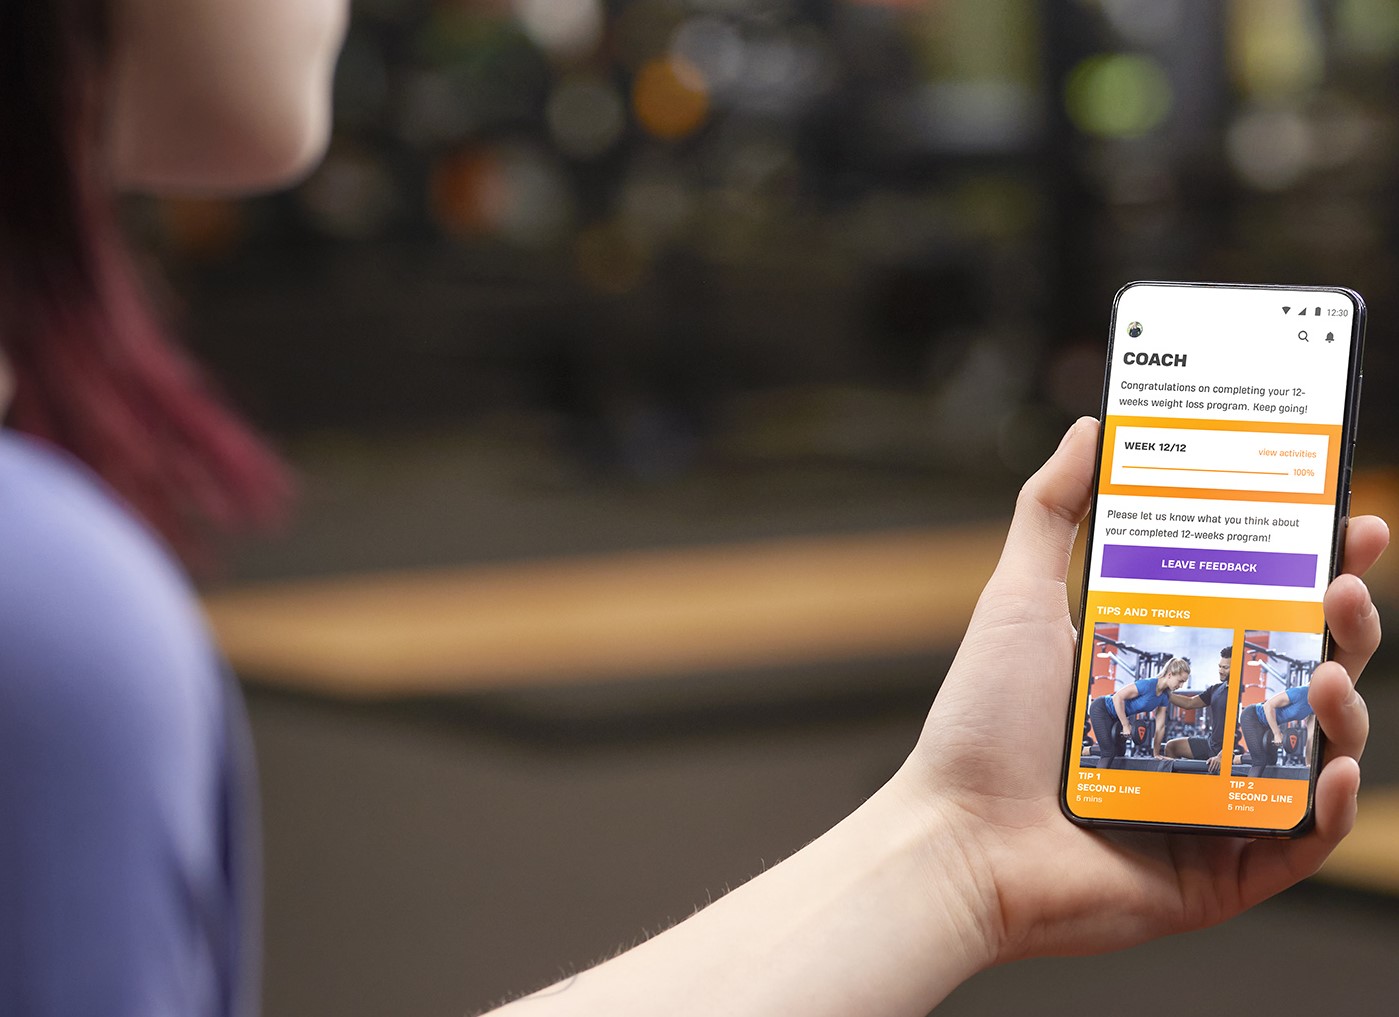 12:30
COACH
Congratulations on completing your 12-
weeks weight loss program. Keep going!
WEEK 12/12
view activities
100%
Please let us know what you think about
your completed 12-weeks program!
LEAVE FEEDBACK
TIPS AND TRICKS
TIP 1
SECOND LINE
5 mins
TIP 2
SECOND LINE
5 mins